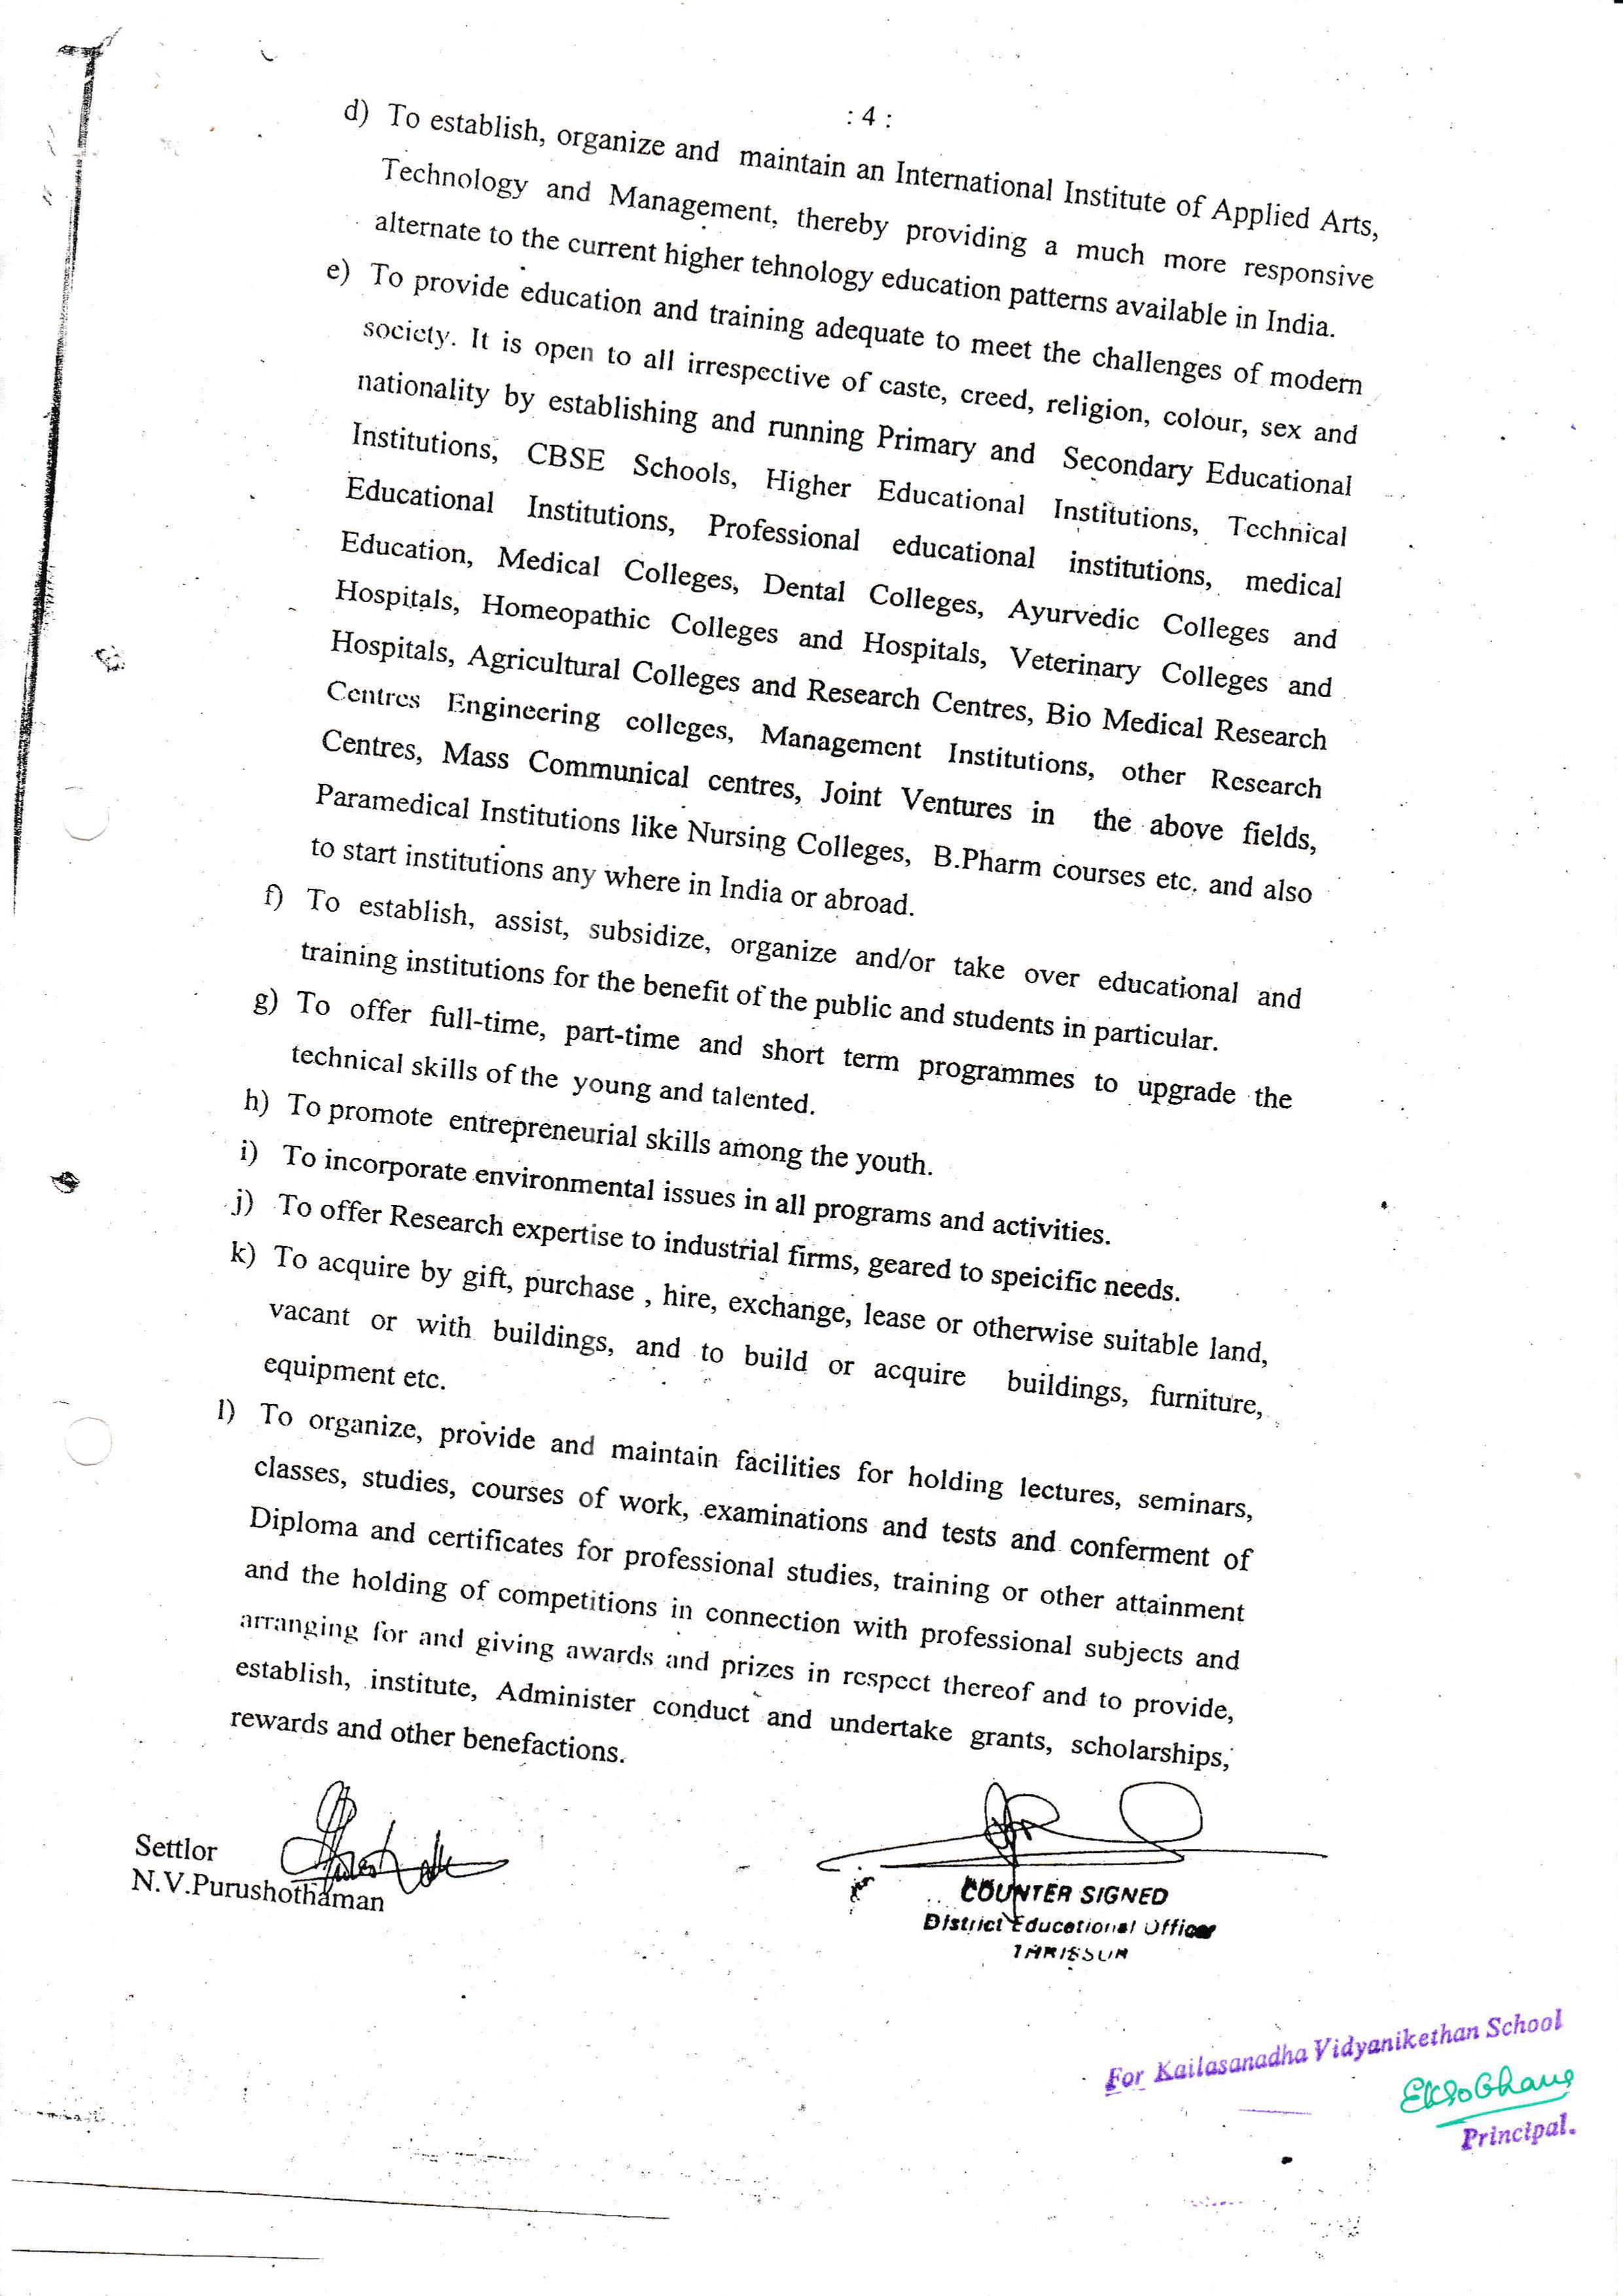 : 4 :
d) To establish, organize and maintain an International Institute of Applied Arts,
Technology and Management, thereby providing a much more responsive
alternate to the current higher tehnology education patterns available in India.
e) To provide education and training adequate to meet the challenges of modern
society. It is open to all irrespective of caste, creed, religion, colour, sex and
nationality by establishing and running Primary and Secondary Educational
Institutions, CBSE Schools, Higher Educational Institutions, Technical
Educational Institutions, Professional educational institutions, medical
Education, Medical Colleges, Dental Colleges, Ayurvedic Colleges and
Hospitals, Homeopathic Colleges and Hospitals, Veterinary Colleges and
Hospitals, Agricultural Colleges and Research Centres, Bio Medical Research
Centres Engineering colleges, Management Institutions, other Research
Centres, Mass Communical centres, Joint Ventures in the above fields,
Paramedical Institutions like Nursing Colleges, B.Pharm courses etc. and also
to start institutions any where in India or abroad.
f) To establish, assist, subsidize, organize and/or take over educational and
training institutions for the benefit of the public and students in particular.
g) To offer full-time, part-time and short term programmes to upgrade the
technical skills of the young and talented.
h) To promote entrepreneurial skills among the youth.
i) To incorporate environmental issues in all programs and activities.
j) To offer Research expertise to industrial firms, geared to speicific needs.
k) To acquire by gift, purchase , hire, exchange, lease or otherwise suitable land,
vacant or with buildings, and to build or acquire buildings, furniture,
equipment etc.
l) To organize, provide and maintain facilities for holding lectures, seminars,
classes, studies, courses of work, examinations and tests and conferment of
Diploma and certificates for professional studies, training or other attainment
and the holding of competitions in connection with professional subjects and
arranging for and giving awards and prizes in respect thereof and to provide,
establish, institute, Administer conduct and undertake grants, scholarships,
rewards and other benefactions.
Settlor
N.V.Purushothaman
COUNTER SIGNED
District Educational Officer
THRISSUR
For Kailasanadha Vidyanikethan School
Principal.